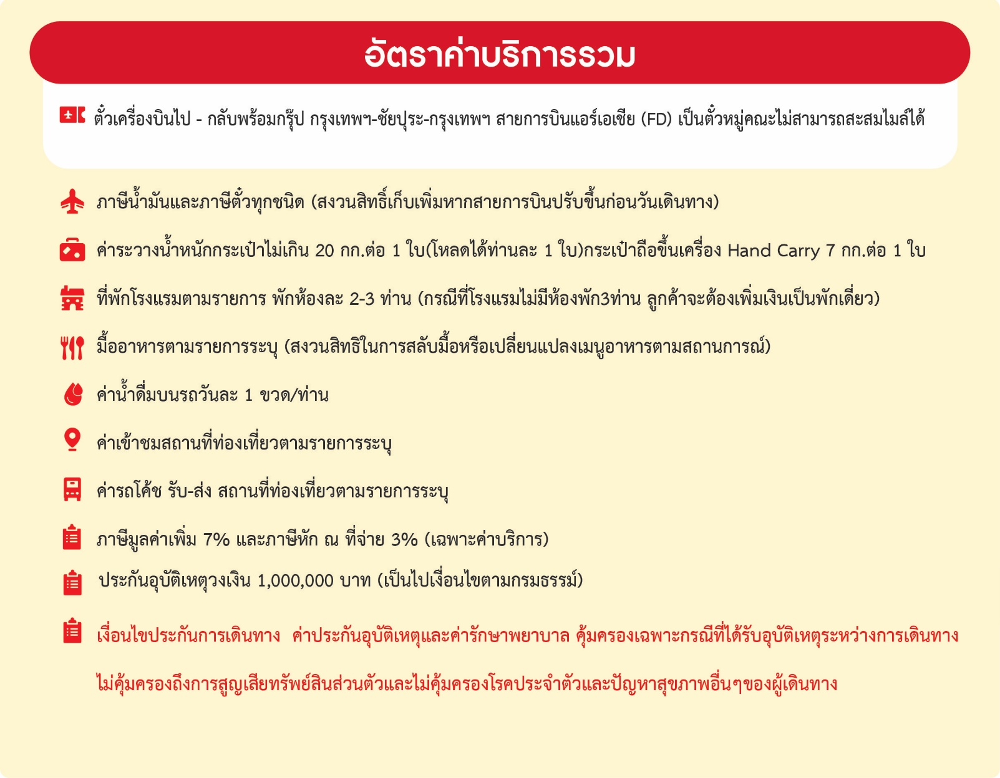 อัตราค่าบริการรวม
ตั๋วเครื่องบินไป - กลับพร้อมกรุ๊ป กรุงเทพฯ-ชัยปุระ-กรุงเทพฯ สายการบินแอร์เอเชีย (FD) เป็นตั๋วหมู่คณะไม่สามารถสะสมไมล์ได้
ภาษีน้ำมันและภาษีตั๋วทุกชนิด (สงวนสิทธิ์เก็บเพิ่มหากสายการบินปรับขึ้นก่อนวันเดินทาง)
ค่าระวางน้ำหนักกระเป๋าไม่เกิน 20 กก.ต่อ 1 ใบ(โหลดได้ท่านละ 1 ใบ)กระเป๋าถือขึ้นเครื่อง Hand Carry 7 กก.ต่อ 1 ใบ
ที่พักโรงแรมตามรายการ พักห้องละ 2-3 ท่าน (กรณีที่โรงแรมไม่มีห้องพัก3ท่าน ลูกค้าจะต้องเพิ่มเงินเป็นพักเดี่ยว)
มื้ออาหารตามรายการระบุ (สงวนสิทธิในการสลับมื้อหรือเปลี่ยนแปลงเมนูอาหารตามสถานการณ์)
ค่าน้ำดื่มบนรถวันละ 1 ขวด/ท่าน
ค่าเข้าชมสถานที่ท่องเที่ยวตามรายการระบุ
ค่ารถโค้ช รับ-ส่ง สถานที่ท่องเที่ยวตามรายการระบุ
ภาษีมูลค่าเพิ่ม 7% และภาษีหัก ณ ที่จ่าย 3% (เฉพาะค่าบริการ)
ประกันอุบัติเหตุวงเงิน 1,000,000 บาท (เป็นไปเงื่อนไขตามกรมธรรม์)
เงื่อนไขประกันการเดินทาง ค่าประกันอุบัติเหตุและค่ารักษาพยาบาล คุ้มครองเฉพาะกรณีที่ได้รับอุบัติเหตุระหว่างการเดินทาง
ไม่คุ้มครองถึงการสูญเสียทรัพย์สินส่วนตัวและไม่คุ้มครองโรคประจำตัวและปัญหาสุขภาพอื่นๆของผู้เดินทาง